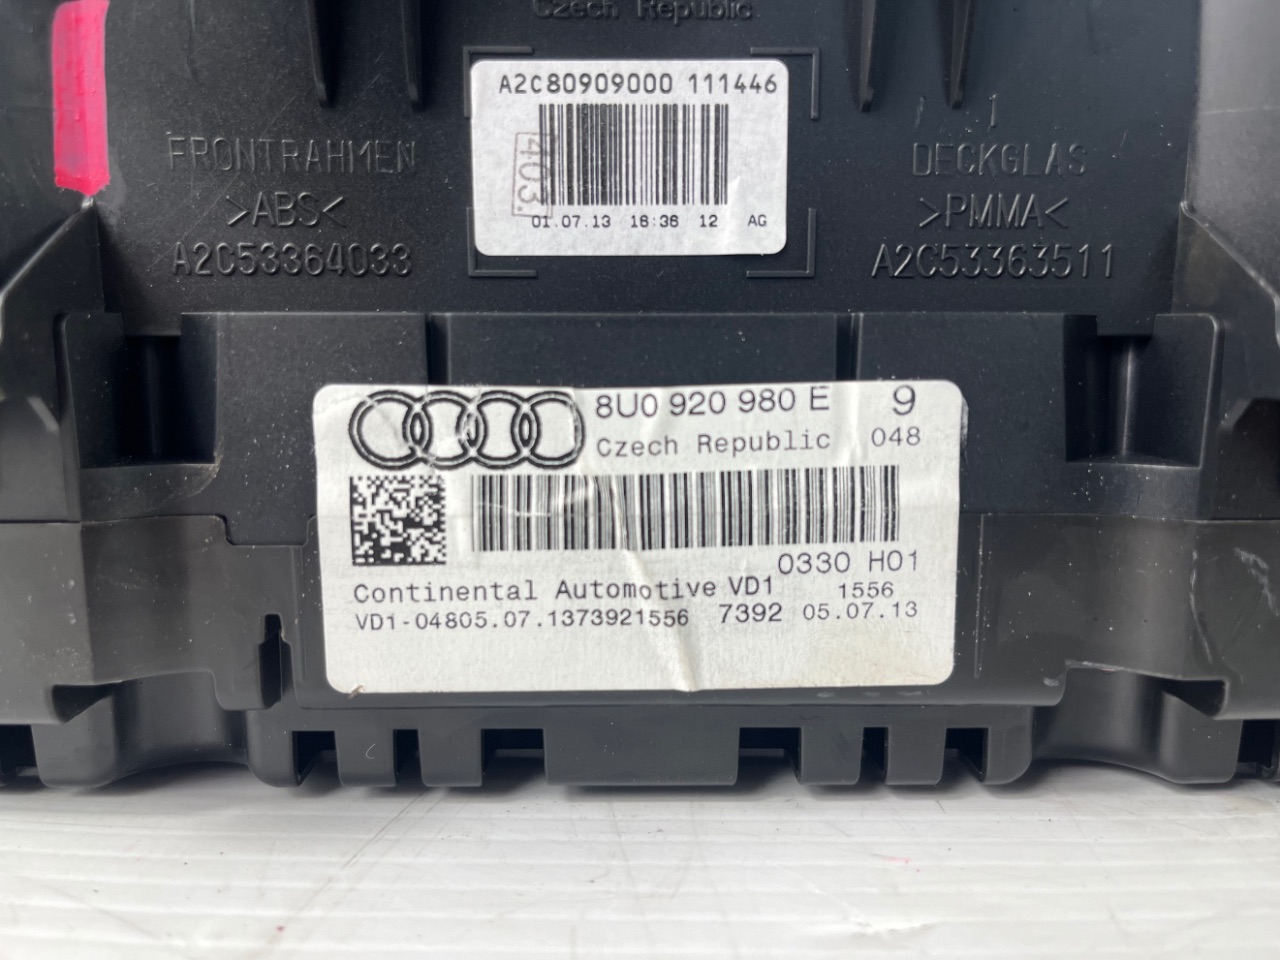 Czech Republic
A2C80909000 111446
403.
01.07.13 16:36 12 AG
FRONTRAHMEN
>ABS<
A2C53364033
1
DECKGLAS
>PMMA<
A2C53363511
8U0 920 980 E 9
Czech Republic 048
0330 H01
Continental Automotive VD1 1556
VD1-04805.07.1373921556 7392 05.07.13